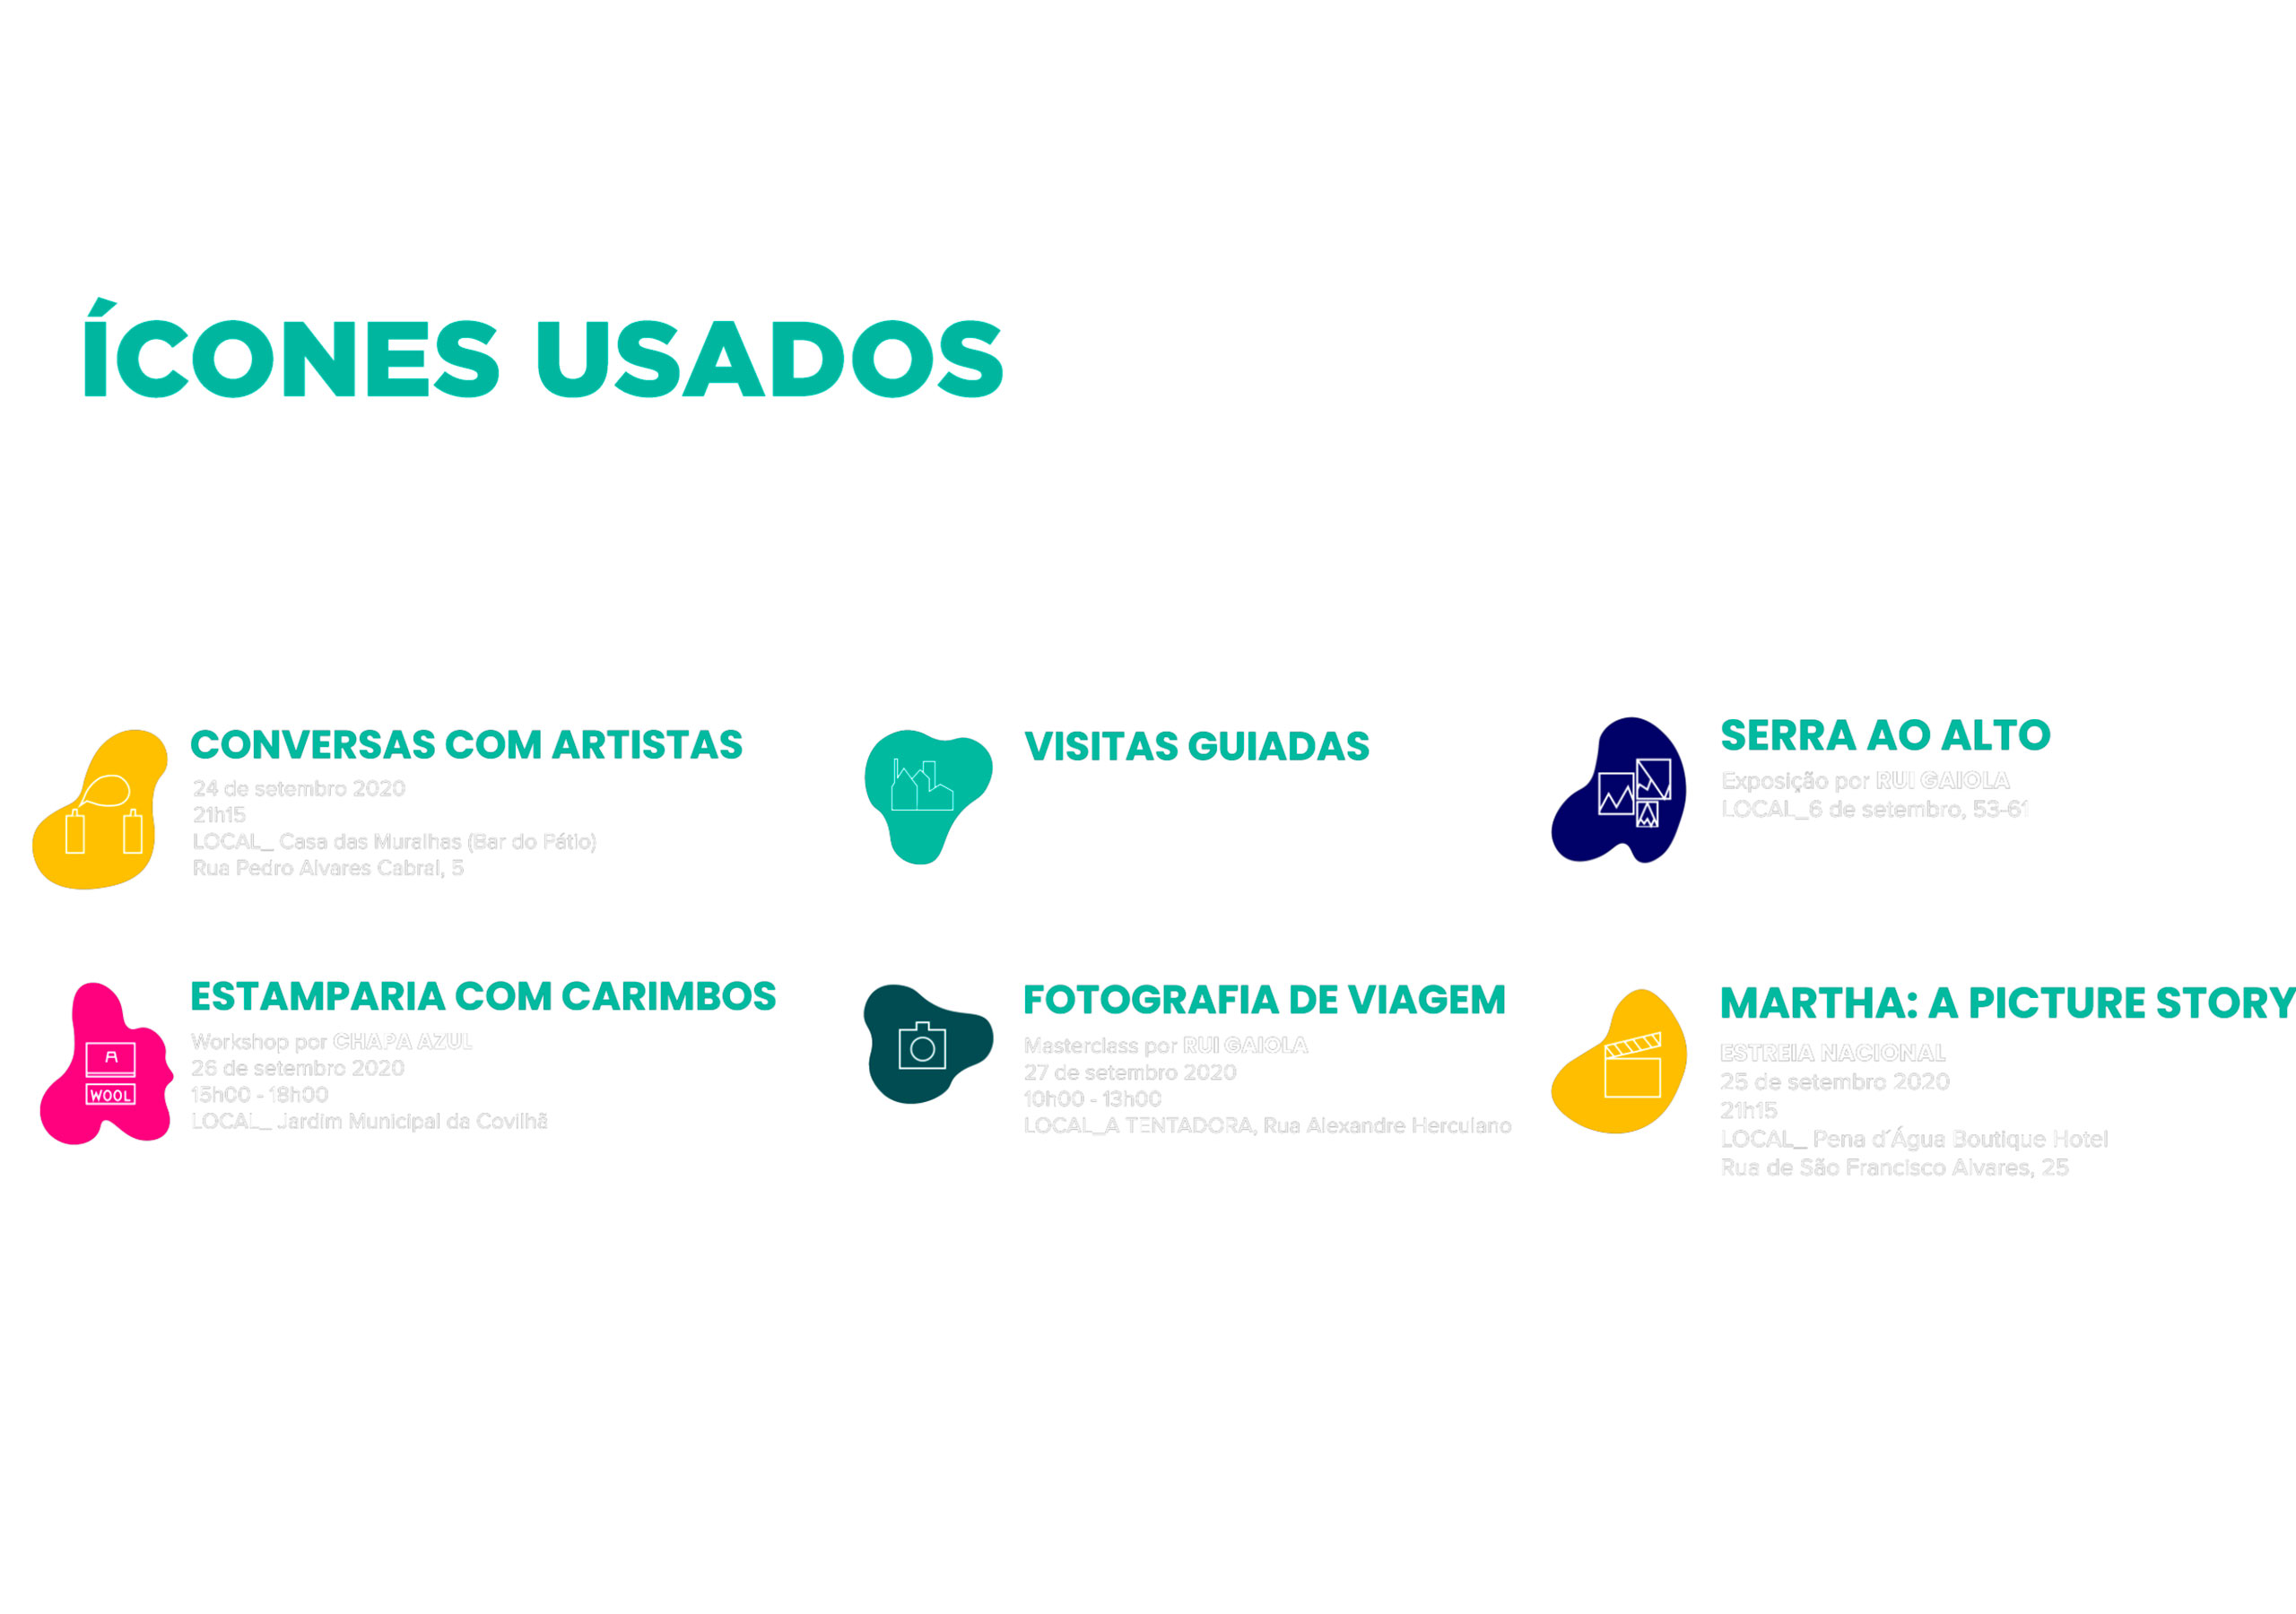 ÍCONES USADOS
CONVERSAS COM ARTISTAS
24 de setembro 2020
21h15
LOCAL_ Casa das Muralhas (Bar do Pátio)
Rua Pedro Alvares Cabral, 5
VISITAS GUIADAS
SERRA AO ALTO
Exposição por RUI GAIOLA
LOCAL_6 de setembro, 53-61
WOOL
ESTAMPARIA COM CARIMBOS
Workshop por CHAPA AZUL
26 de setembro 2020
15h00 - 18h00
LOCAL_ Jardim Municipal da Covilhã
FOTOGRAFIA DE VIAGEM
Masterclass por RUI GAIOLA
27 de setembro 2020
10h00 - 13h00
LOCAL_A TENTADORA, Rua Alexandre Herculano
MARTHA: A PICTURE STORY
ESTREIA NACIONAL
25 de setembro 2020
21h15
LOCAL_ Pena d´Água Boutique Hotel
Rua de São Francisco Alvares, 25